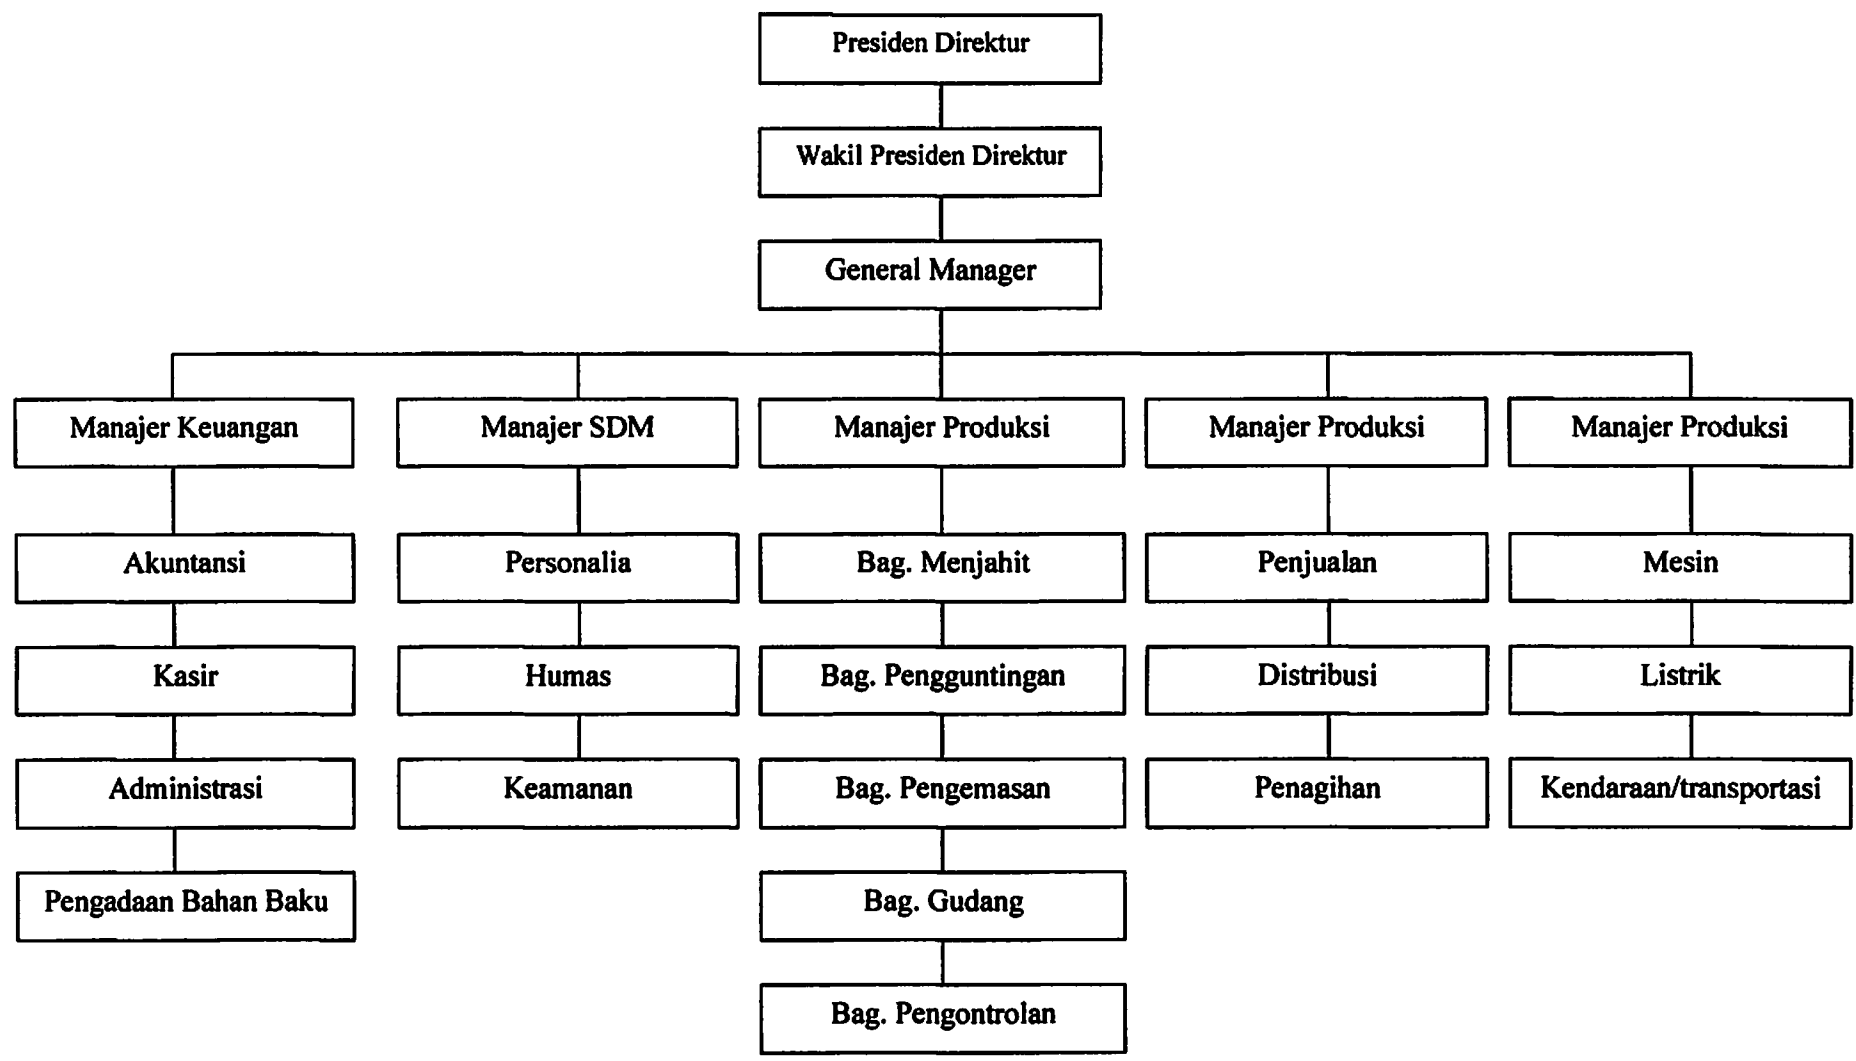 Presiden Direktur
Wakil Presiden Direktur
General Manager
Manajer Keuangan
Manajer SDM
Manajer Produksi
Manajer Produksi
Manajer Produksi
Akuntansi
Personalia
Bag. Menjahit
Penjualan
Mesin
Kasir
Humas
Bag. Pengguntingan
Distribusi
Listrik
Administrasi
Keamanan
Bag. Pengemasan
Penagihan
Kendaraan/transportasi
Pengadaan Bahan Baku
Bag. Gudang
Bag. Pengontrolan